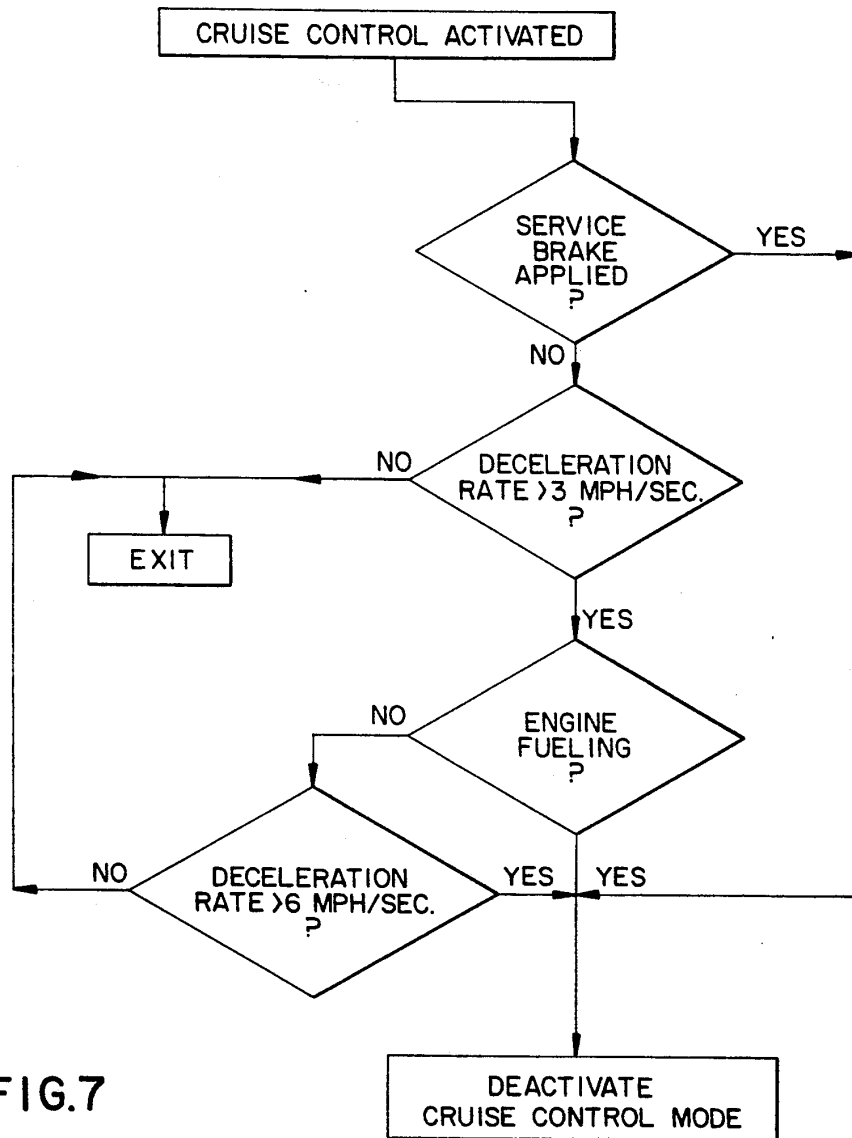 CRUISE CONTROL ACTIVATED
SERVICE
BRAKE
APPLIED
?
YES
NO
NO
DECELERATION
RATE >3 MPH/SEC.
?
EXIT
YES
NO
ENGINE
FUELING
?
NO
DECELERATION
RATE >6 MPH/SEC.
?
YES
YES
FIG.7
DEACTIVATE
CRUISE CONTROL MODE